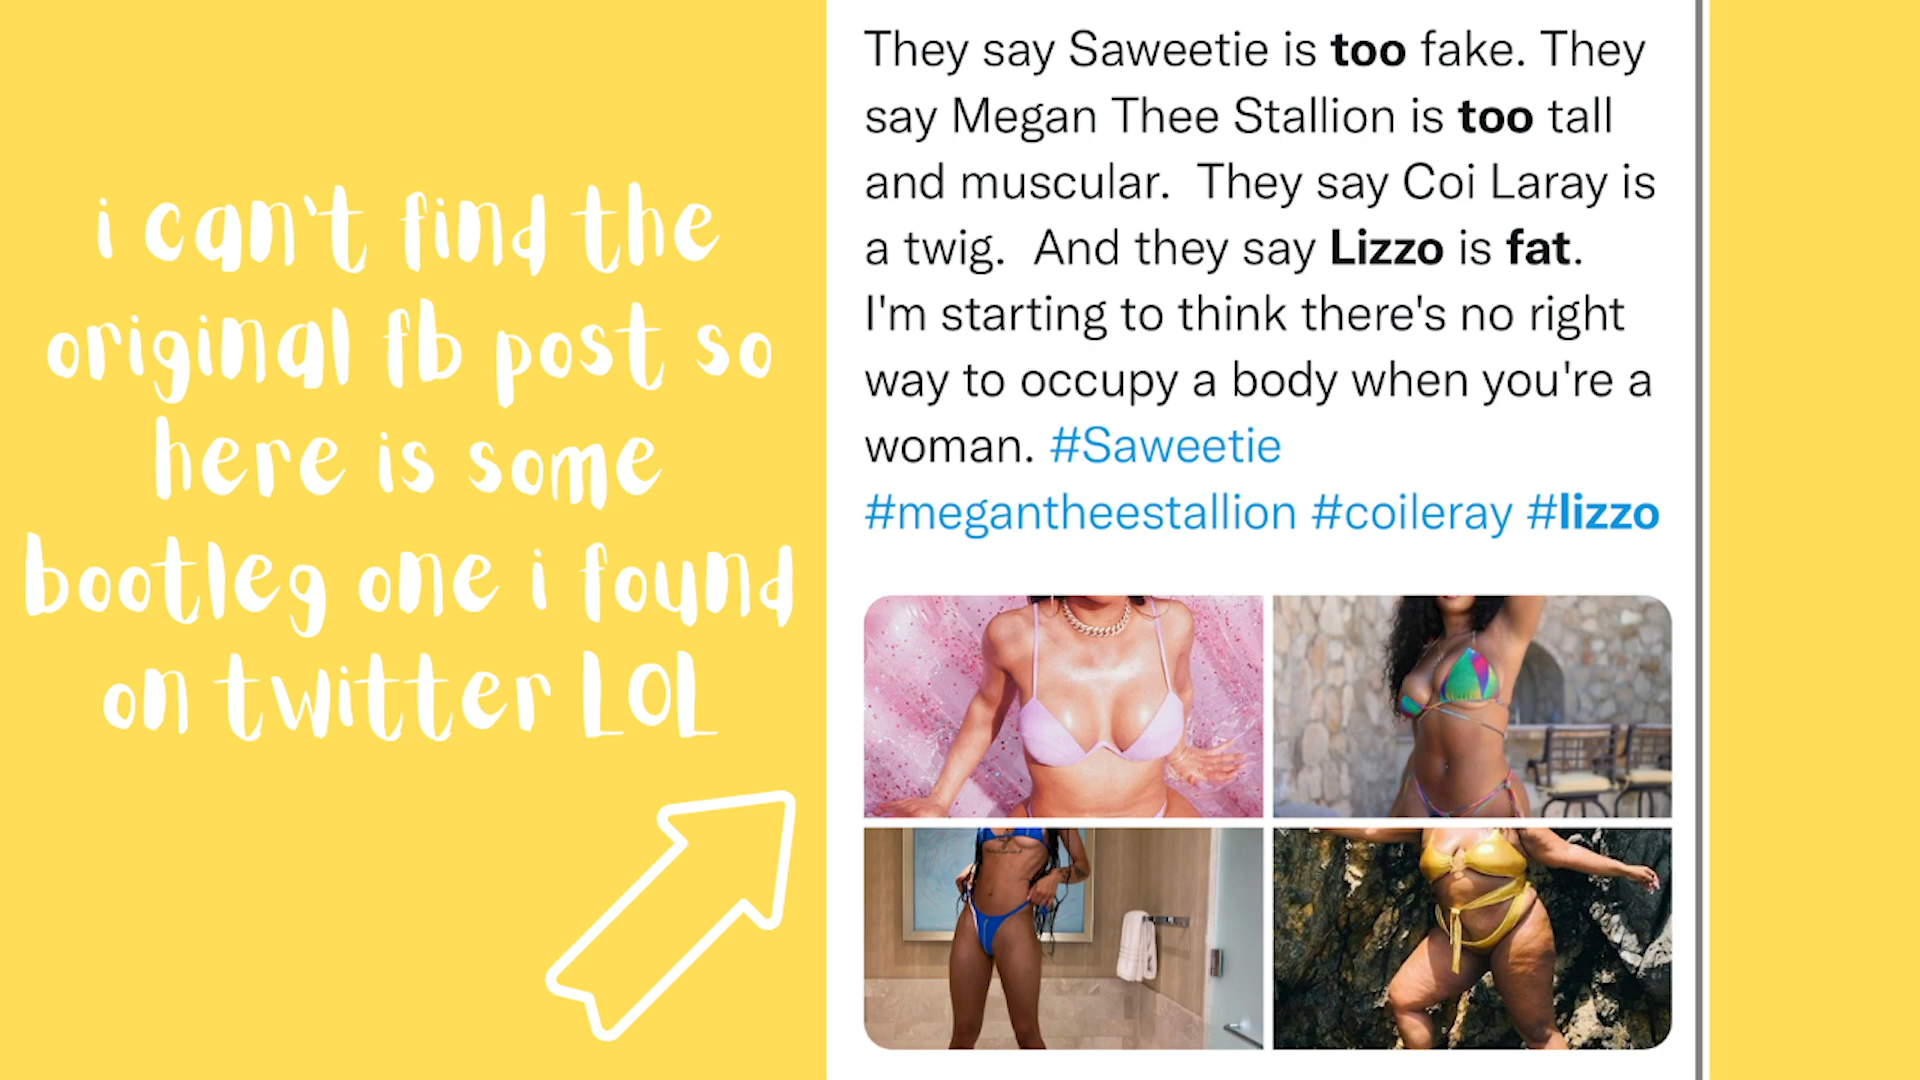 i can't find the
original fb post so
here is some
bootleg one i found
on twitter LOL
They say Saweetie is too fake. They
say Megan Thee Stallion is too tall
and muscular.  They say Coi Laray is
a twig.  And they say Lizzo is fat.
I'm starting to think there's no right
way to occupy a body when you're a
woman. #Saweetie
#megantheestallion #coileray #lizzo